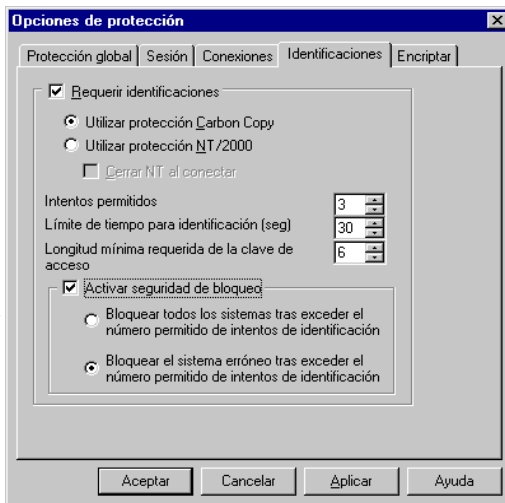 Opciones de protección
Protección global Sesión Conexiones Identificaciones Encriptar
Requerir identificaciones
Utilizar protección Carbon Copy
Utilizar protección NT/2000
Cerrar NT al conectar
Intentos permitidos 3
Límite de tiempo para identificación (seg) 30
Longitud mínima requerida de la clave de 6
acceso
Activar seguridad de bloqueo
Bloquear todos los sistemas tras exceder el
número permitido de intentos de identificación
Bloquear el sistema erróneo tras exceder el
número permitido de intentos de identificación
Aceptar Cancelar Aplicar Ayuda